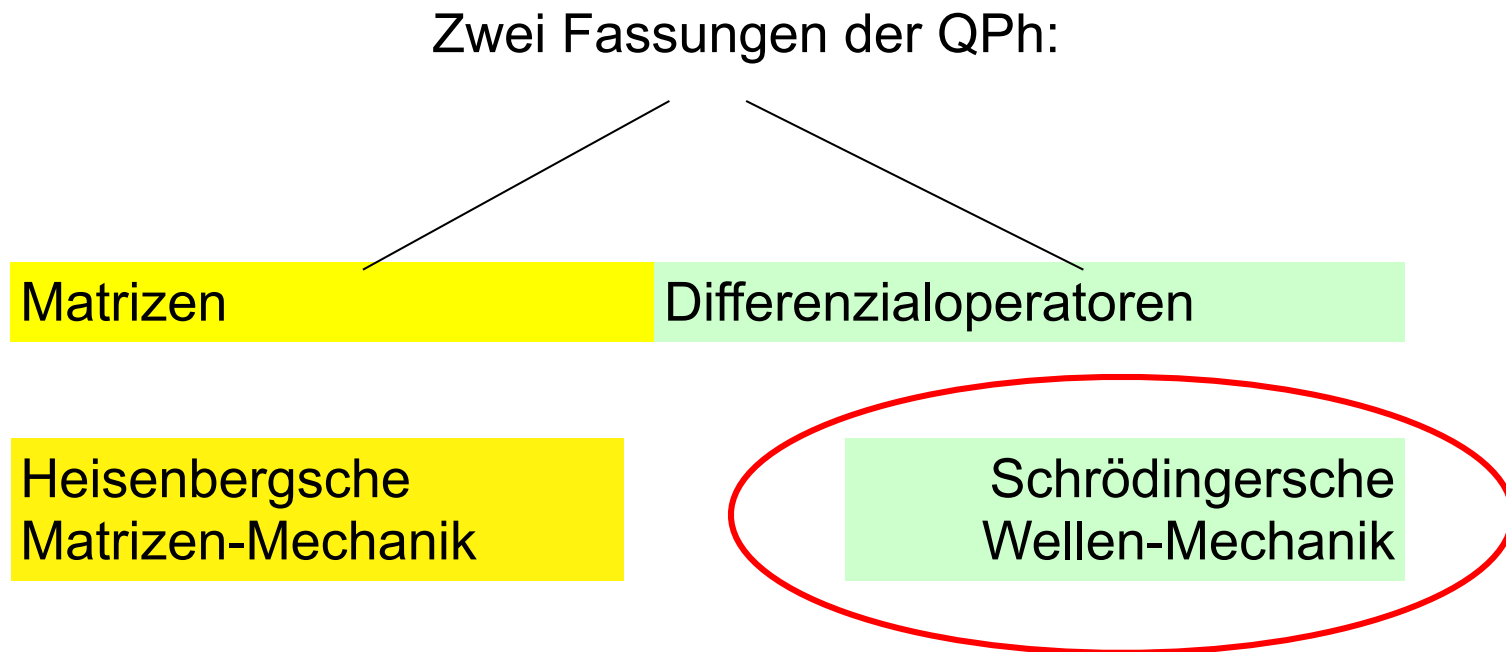 Zwei Fassungen der QPh:
Matrizen
Differenzialoperatoren
Heisenbergsche
Matrizen-Mechanik
Schrödingersche
Wellen-Mechanik